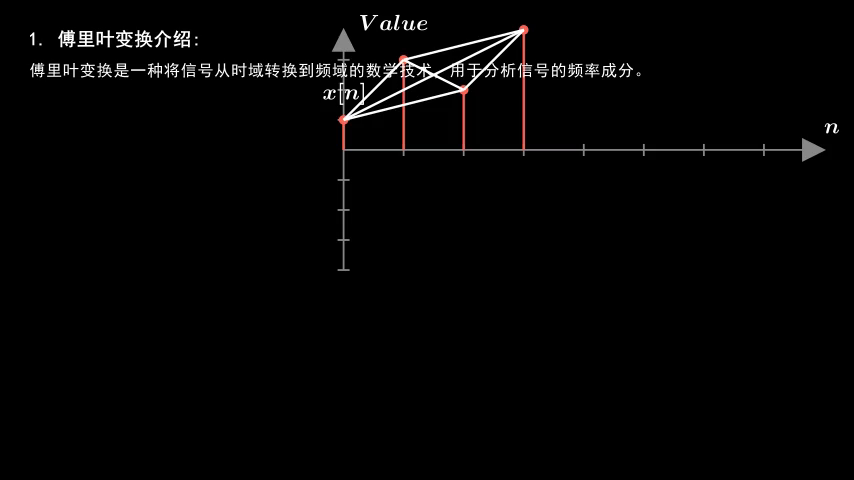 Value
1. 傅里叶变换介绍：
傅里叶变换是一种将信号从时域转换到频域的数学技术，用于分析信号的频率成分。
x[n]
n